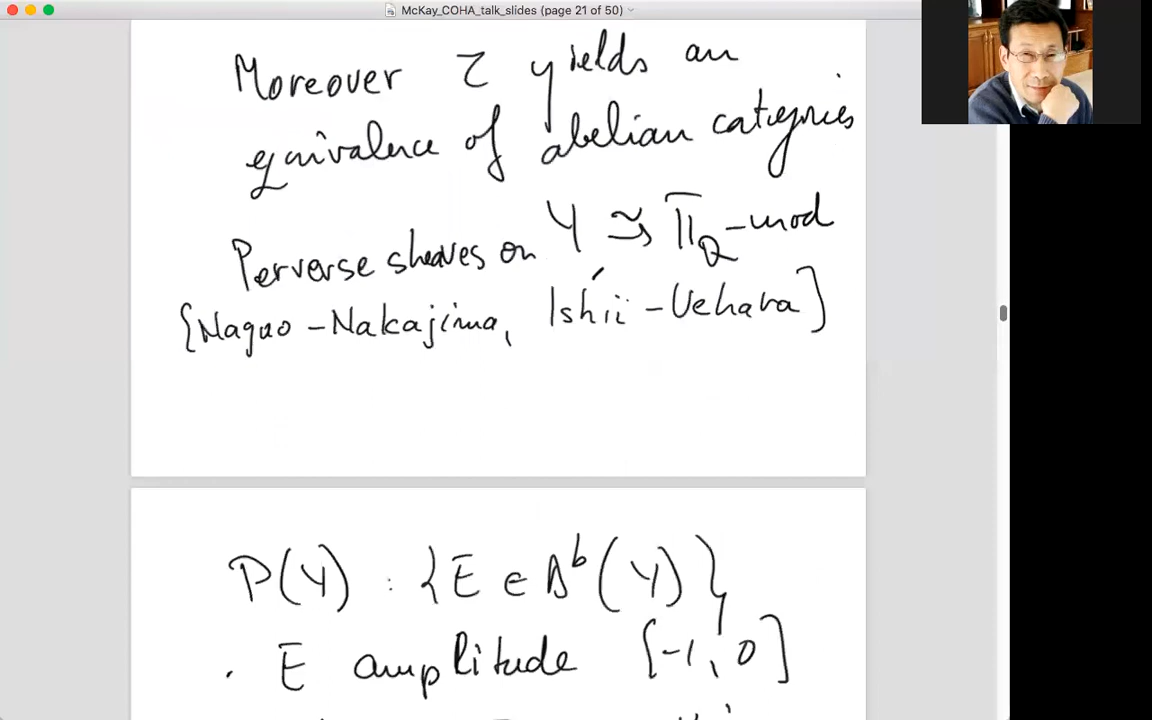 McKay_COHA_talk_slides (page 21 of 50)
Moreover τ yields an
equivalence of abelian categories
Perverse sheaves on Y ≃ Π_Q-mod
[Nagao-Nakajima, Ishii-Uehara]
P(Y) : {E ∈ D^b(Y)}
· E amplitude [-1, 0]